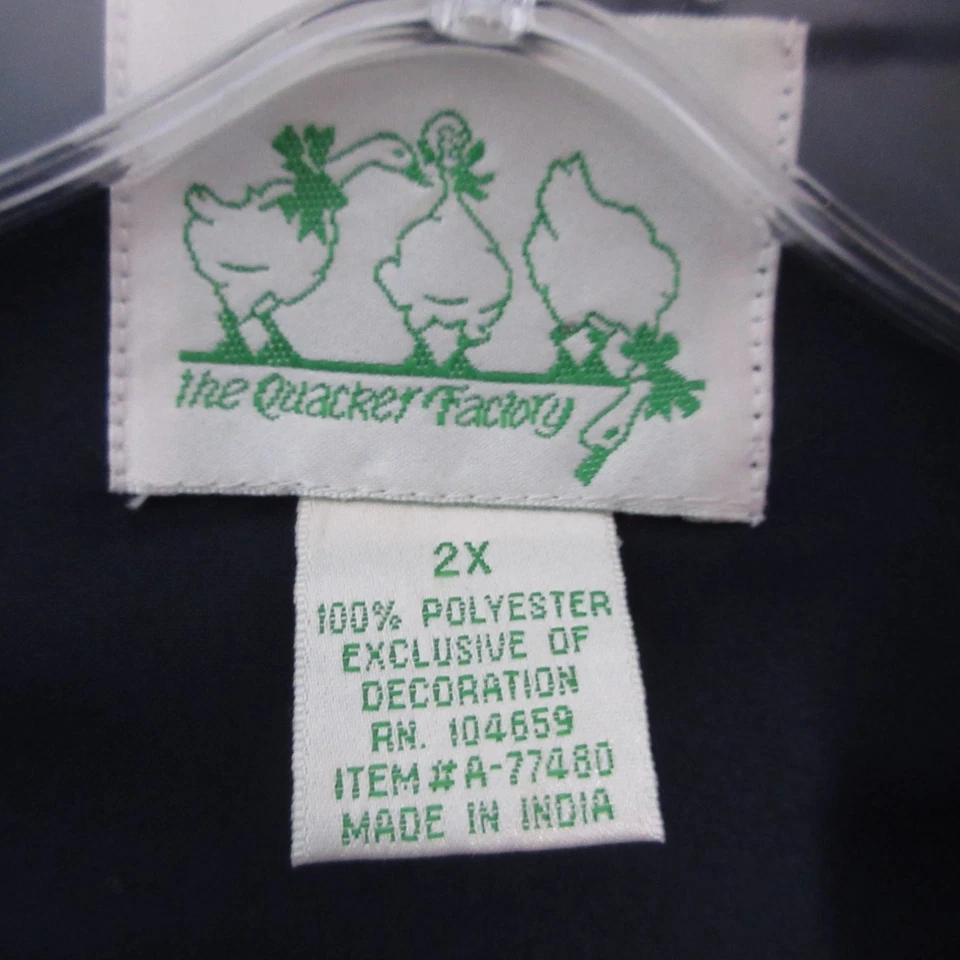 the Quacker Factory
2X
100% POLYESTER
EXCLUSIVE OF
DECORATION
RN. 104659
ITEM # A-77480
MADE IN INDIA